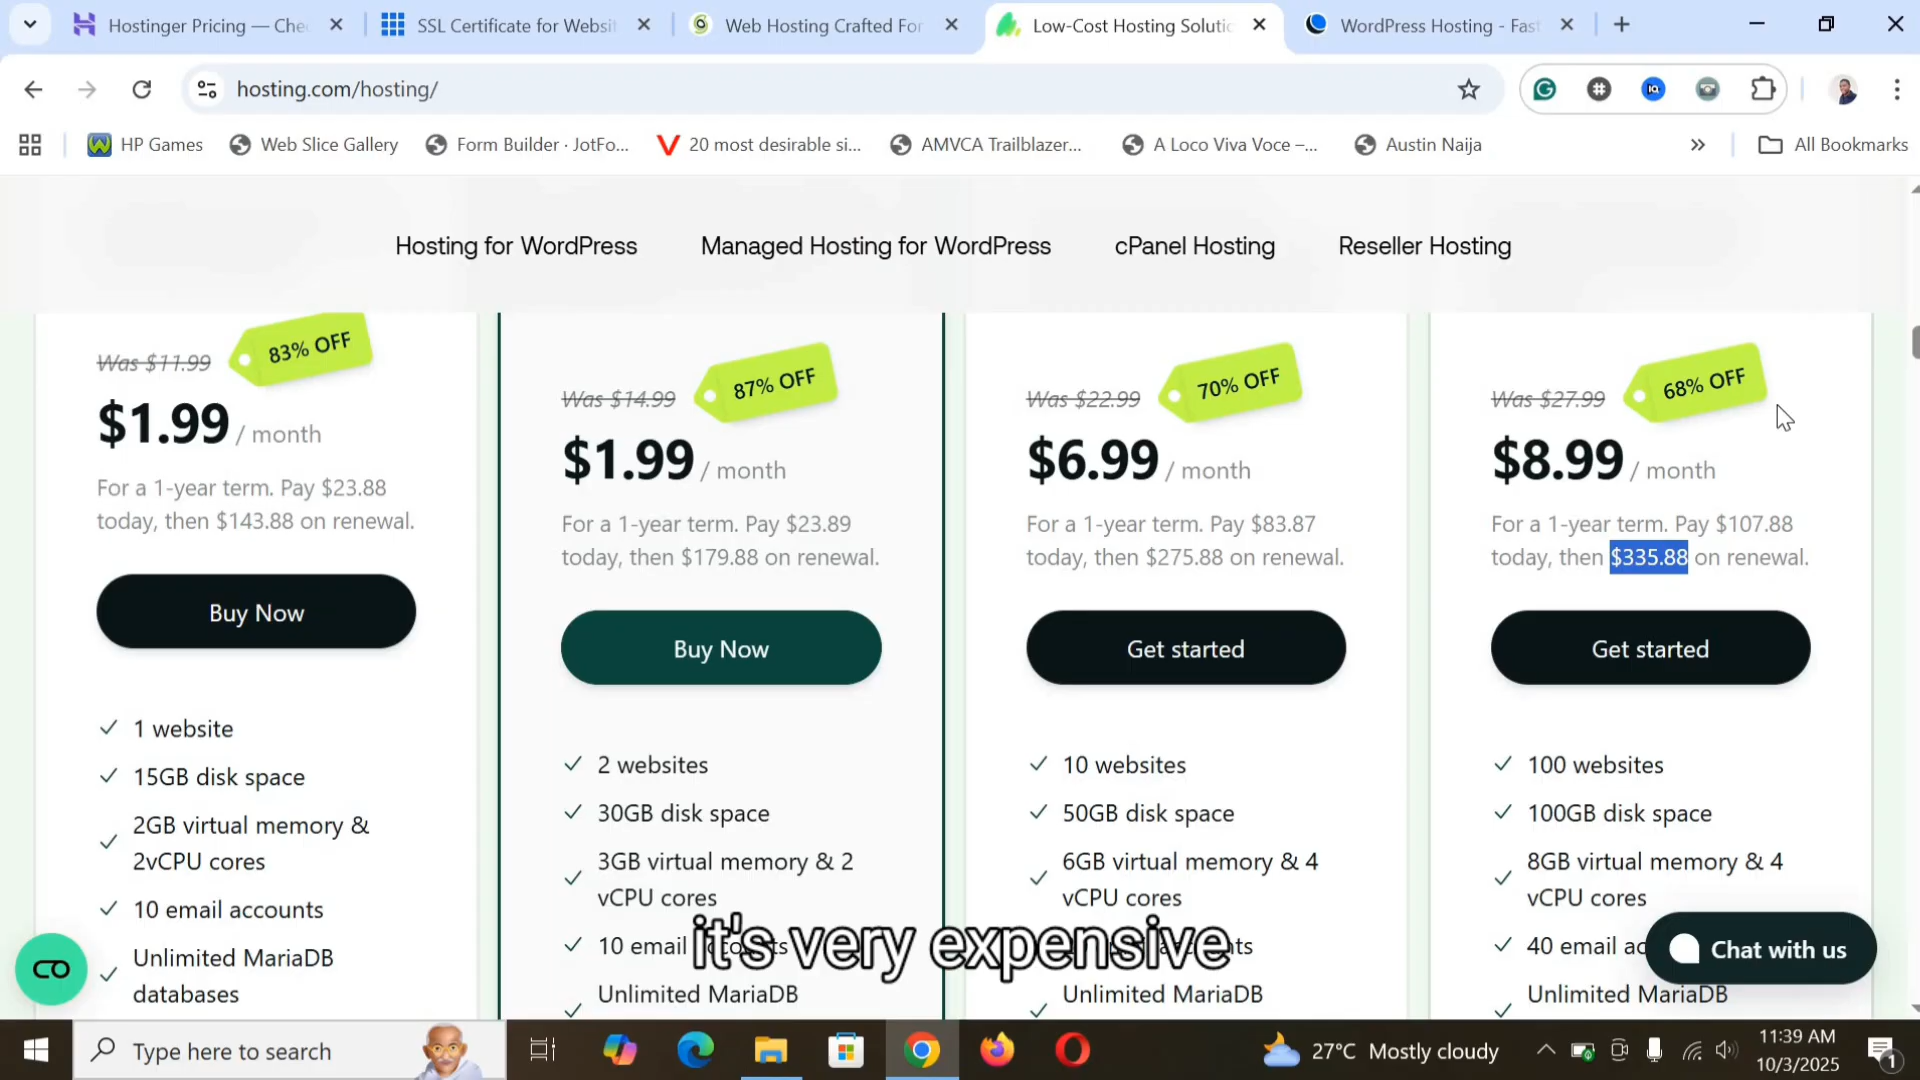 Hostinger Pricing — Che
SSL Certificate for Websit
Web Hosting Crafted For
Low-Cost Hosting Soluti
WordPress Hosting - Fast
hosting.com/hosting/
HP Games
Web Slice Gallery
Form Builder · JotFo...
20 most desirable si...
AMVCA Trailblazer...
A Loco Viva Voce –...
Austin Naija
»
All Bookmarks
Hosting for WordPress
Managed Hosting for WordPress
cPanel Hosting
Reseller Hosting
Was $11.99
83% OFF
$1.99 / month
For a 1-year term. Pay $23.88
today, then $143.88 on renewal.
Buy Now
1 website
15GB disk space
2GB virtual memory &
2vCPU cores
10 email accounts
Unlimited MariaDB
databases
Was $14.99
87% OFF
$1.99 / month
For a 1-year term. Pay $23.89
today, then $179.88 on renewal.
Buy Now
2 websites
30GB disk space
3GB virtual memory & 2
vCPU cores
10 email
Unlimited MariaDB
Was $22.99
70% OFF
$6.99 / month
For a 1-year term. Pay $83.87
today, then $275.88 on renewal.
Get started
10 websites
50GB disk space
6GB virtual memory & 4
vCPU cores
Unlimited MariaDB
Was $27.99
68% OFF
$8.99 / month
For a 1-year term. Pay $107.88
today, then $335.88 on renewal.
Get started
100 websites
100GB disk space
8GB virtual memory & 4
vCPU cores
40 email
Unlimited MariaDB
it's very expensive
Chat with us
Type here to search
27°C Mostly cloudy
11:39 AM
10/3/2025
1